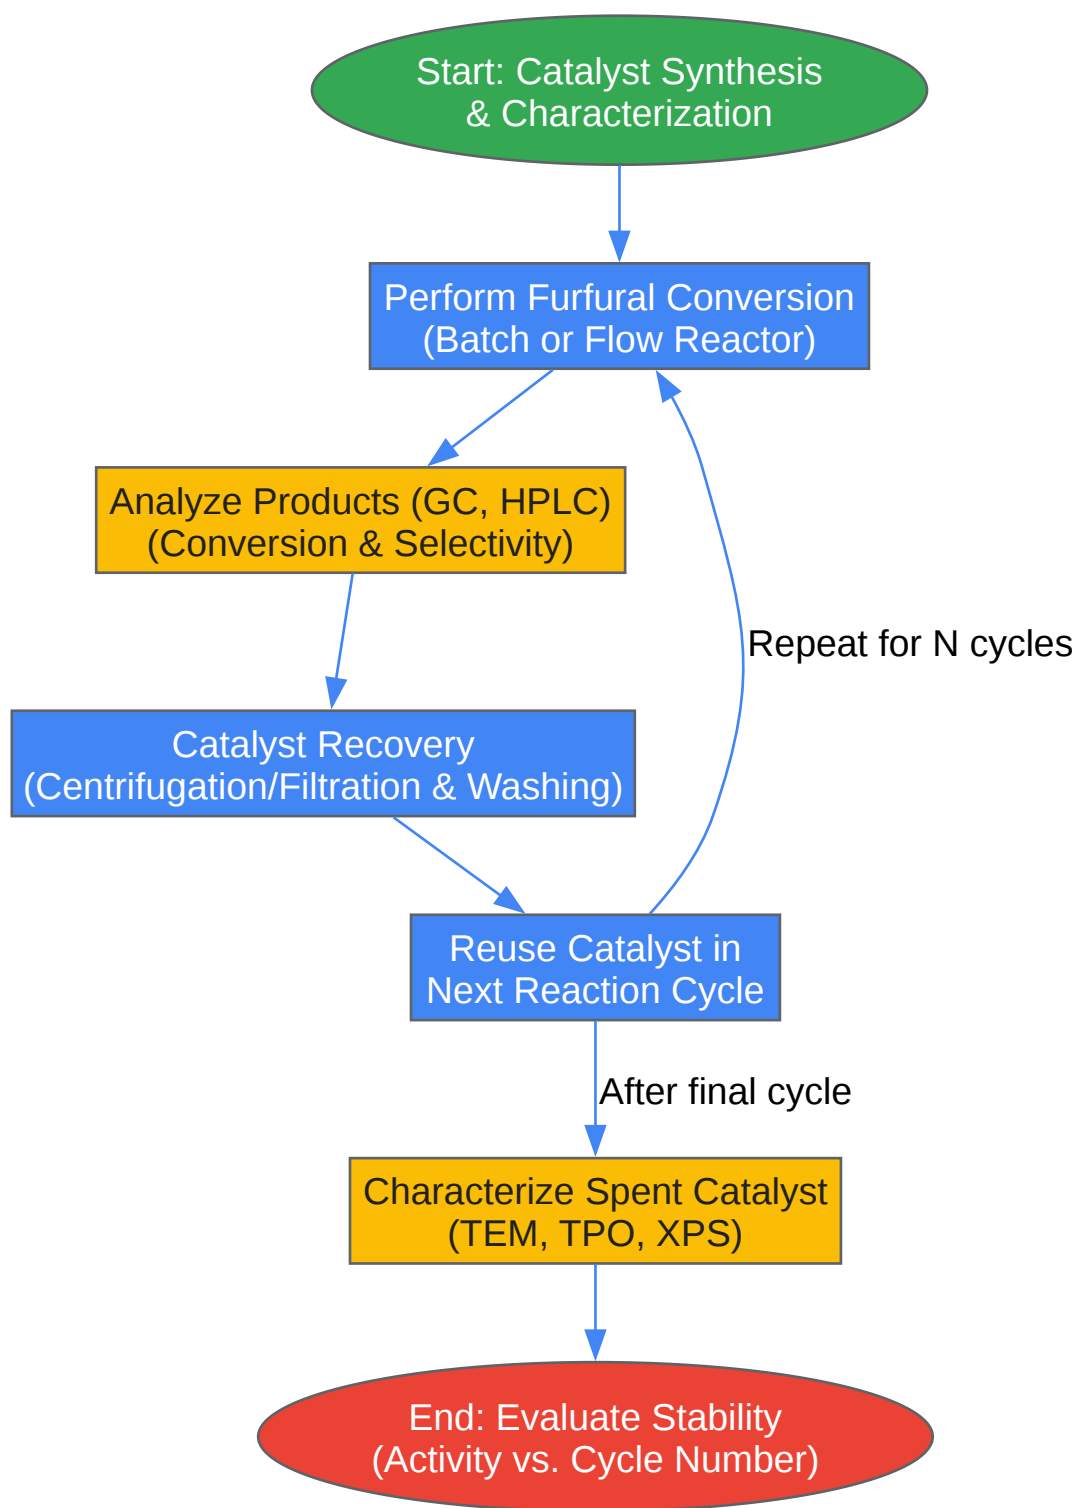 Start: Catalyst Synthesis
& Characterization
Perform Furfural Conversion
(Batch or Flow Reactor)
Analyze Products (GC, HPLC)
(Conversion & Selectivity)
Repeat for N cycles
Catalyst Recovery
(Centrifugation/Filtration & Washing)
Reuse Catalyst in
Next Reaction Cycle
After final cycle
Characterize Spent Catalyst
(TEM, TPO, XPS)
End: Evaluate Stability
(Activity vs. Cycle Number)